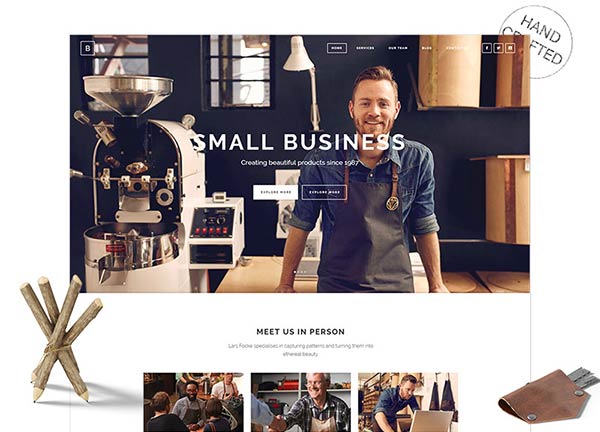 HAND
CRAFTED
B
HOME SERVICES OUR TEAM BLOG CONTACT
SMALL BUSINESS
Creating beautiful products since 1987
EXPLORE MORE EXPLORE MORE
MEET US IN PERSON
Lars Focke specialises in capturing patterns and turning them into
ethereal beauty